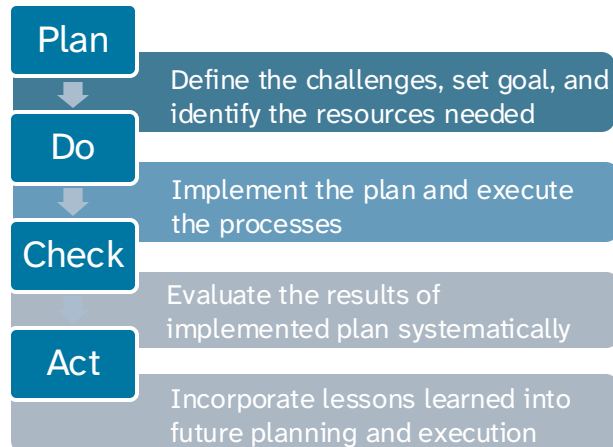 Plan
Define the challenges, set goal, and
identify the resources needed
Do
Implement the plan and execute
the processes
Check
Evaluate the results of
implemented plan systematically
Act
Incorporate lessons learned into
future planning and execution